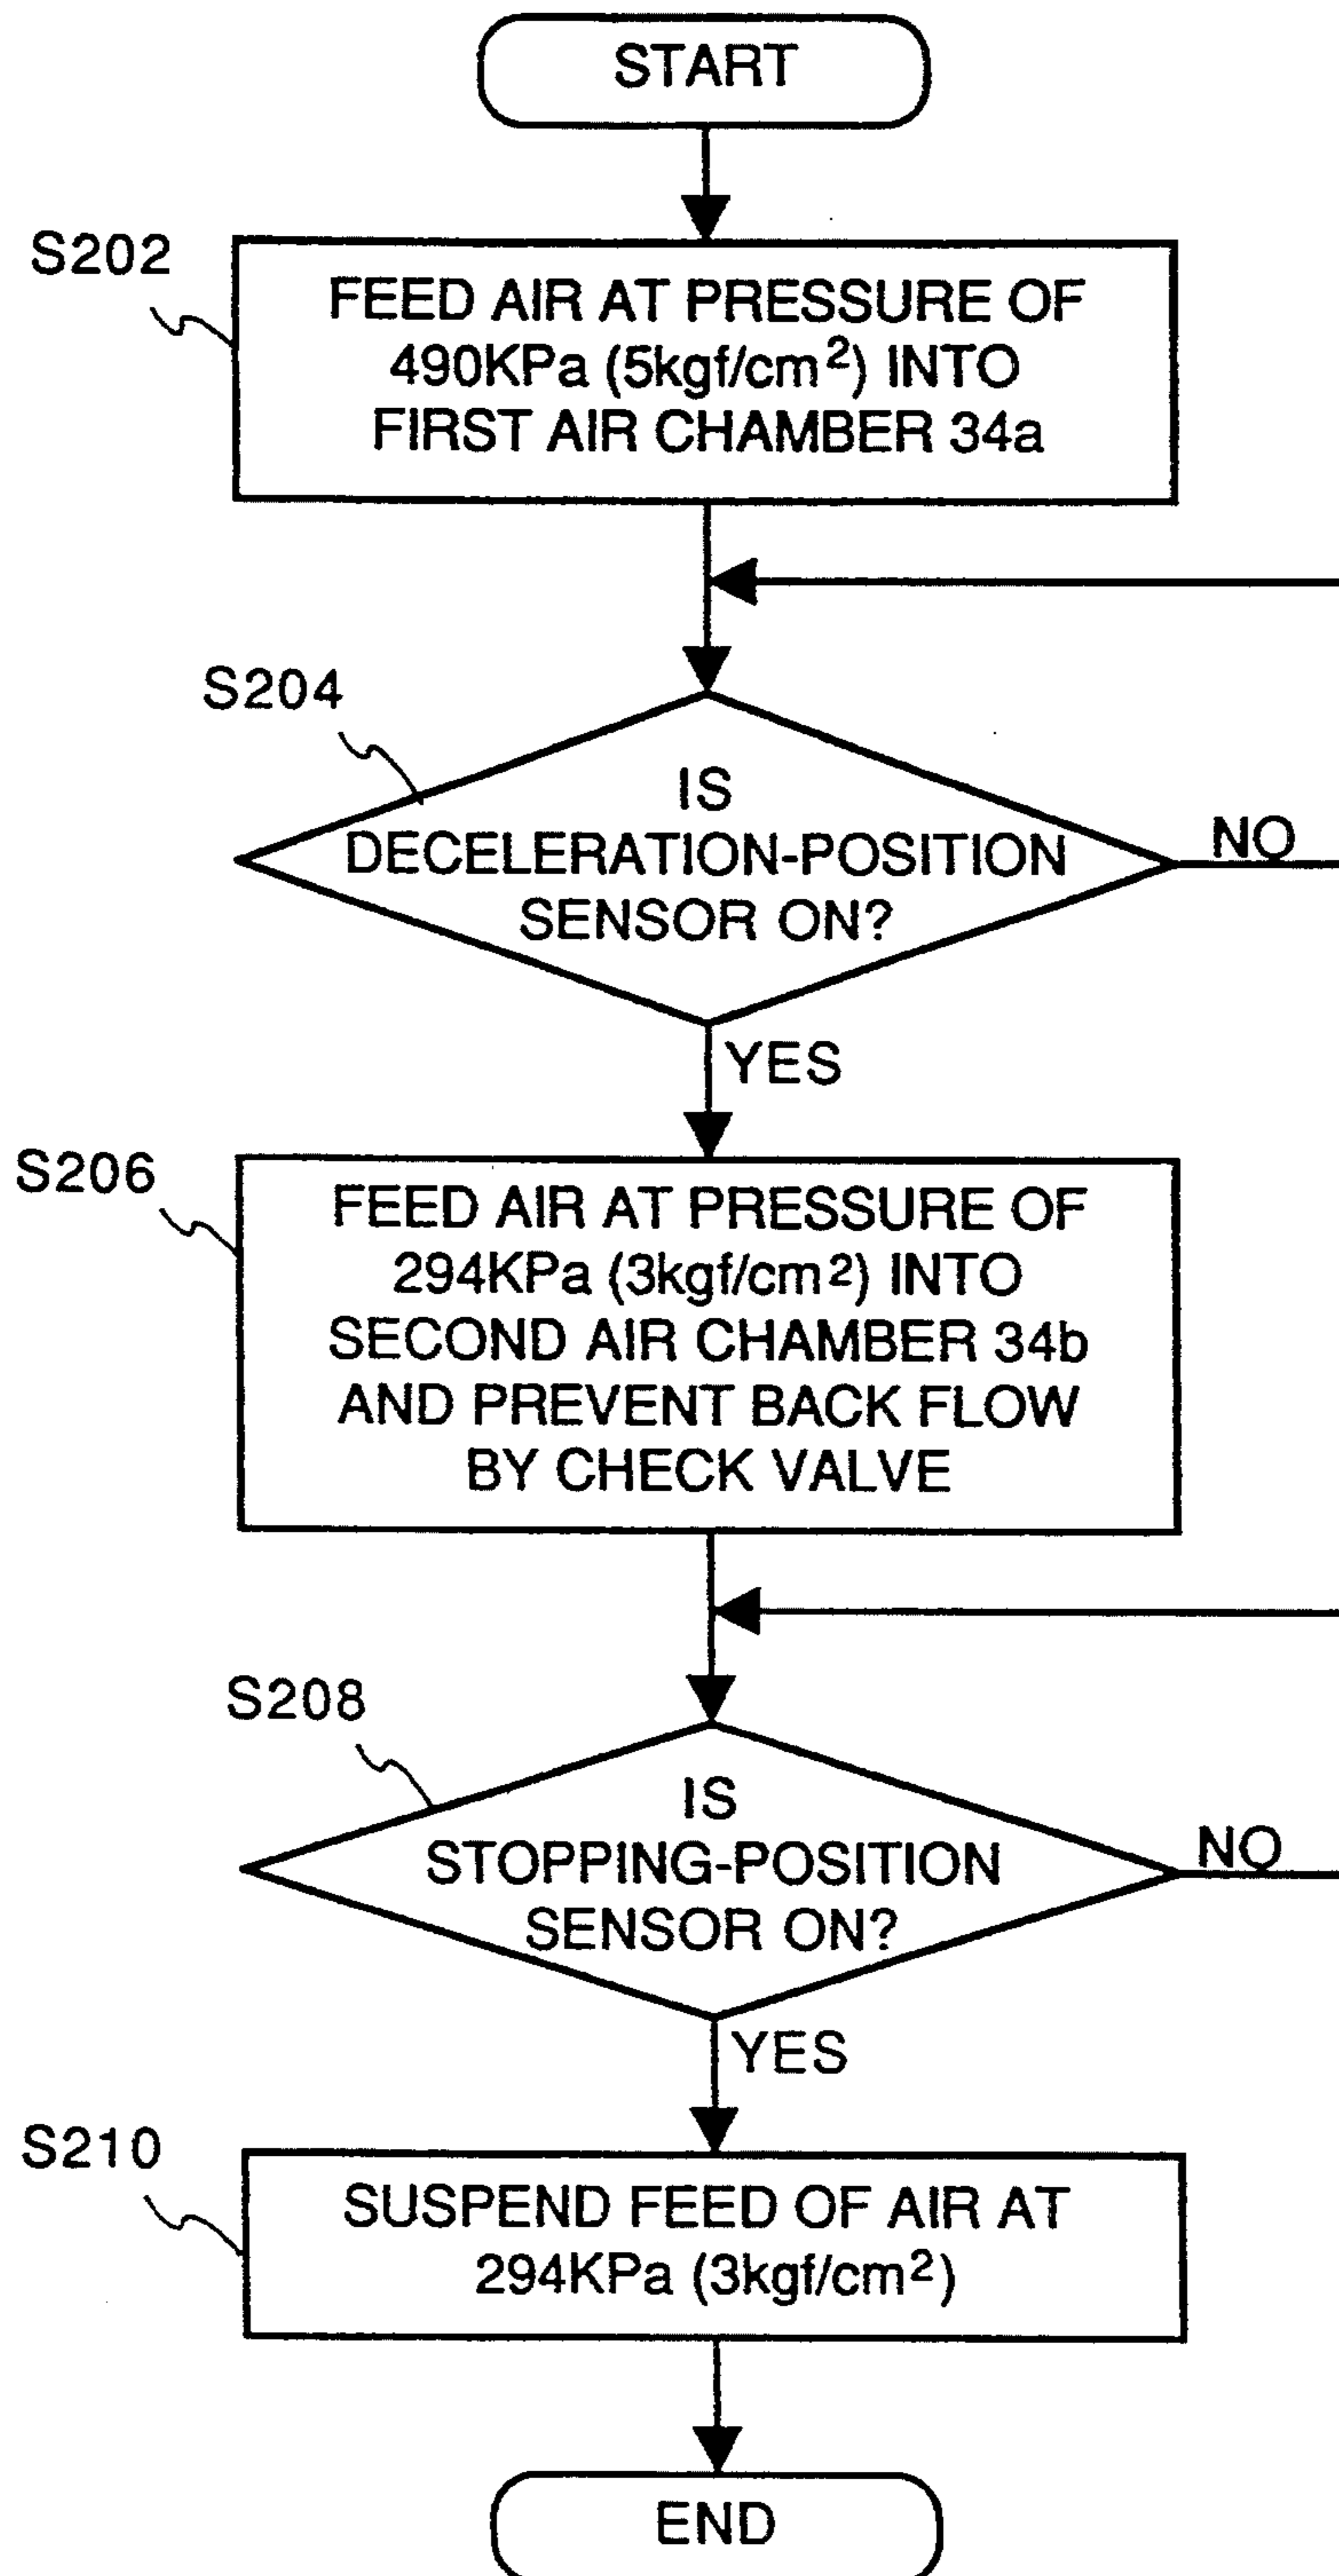 START
S202
FEED AIR AT PRESSURE OF
490KPa (5kgf/cm²) INTO
FIRST AIR CHAMBER 34a
S204
IS
DECELERATION-POSITION
SENSOR ON?
NO
YES
S206
FEED AIR AT PRESSURE OF
294KPa (3kgf/cm²) INTO
SECOND AIR CHAMBER 34b
AND PREVENT BACK FLOW
BY CHECK VALVE
S208
IS
STOPPING-POSITION
SENSOR ON?
NO
YES
S210
SUSPEND FEED OF AIR AT
294KPa (3kgf/cm²)
END